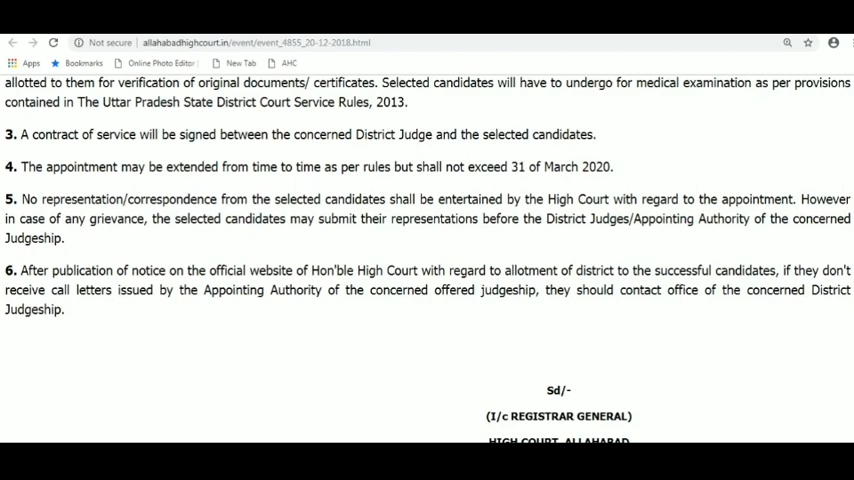 Not secure | allahabadhighcourt.in/event/event_4855_20-12-2018.html
Apps Bookmarks Online Photo Editor New Tab AHC
allotted to them for verification of original documents/ certificates. Selected candidates will have to undergo for medical examination as per provisions
contained in The Uttar Pradesh State District Court Service Rules, 2013.
3. A contract of service will be signed between the concerned District Judge and the selected candidates.
4. The appointment may be extended from time to time as per rules but shall not exceed 31 of March 2020.
5. No representation/correspondence from the selected candidates shall be entertained by the High Court with regard to the appointment. However
in case of any grievance, the selected candidates may submit their representations before the District Judges/Appointing Authority of the concerned
Judgeship.
6. After publication of notice on the official website of Hon'ble High Court with regard to allotment of district to the successful candidates, if they don't
receive call letters issued by the Appointing Authority of the concerned offered judgeship, they should contact office of the concerned District
Judgeship.
Sd/-
(I/c REGISTRAR GENERAL)
HIGH COURT, ALLAHABAD